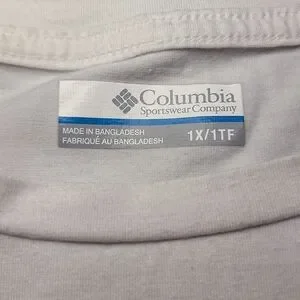 Columbia
Sportswear Company
MADE IN BANGLADESH
FABRIQUÉ AU BANGLADESH
1X/1TF